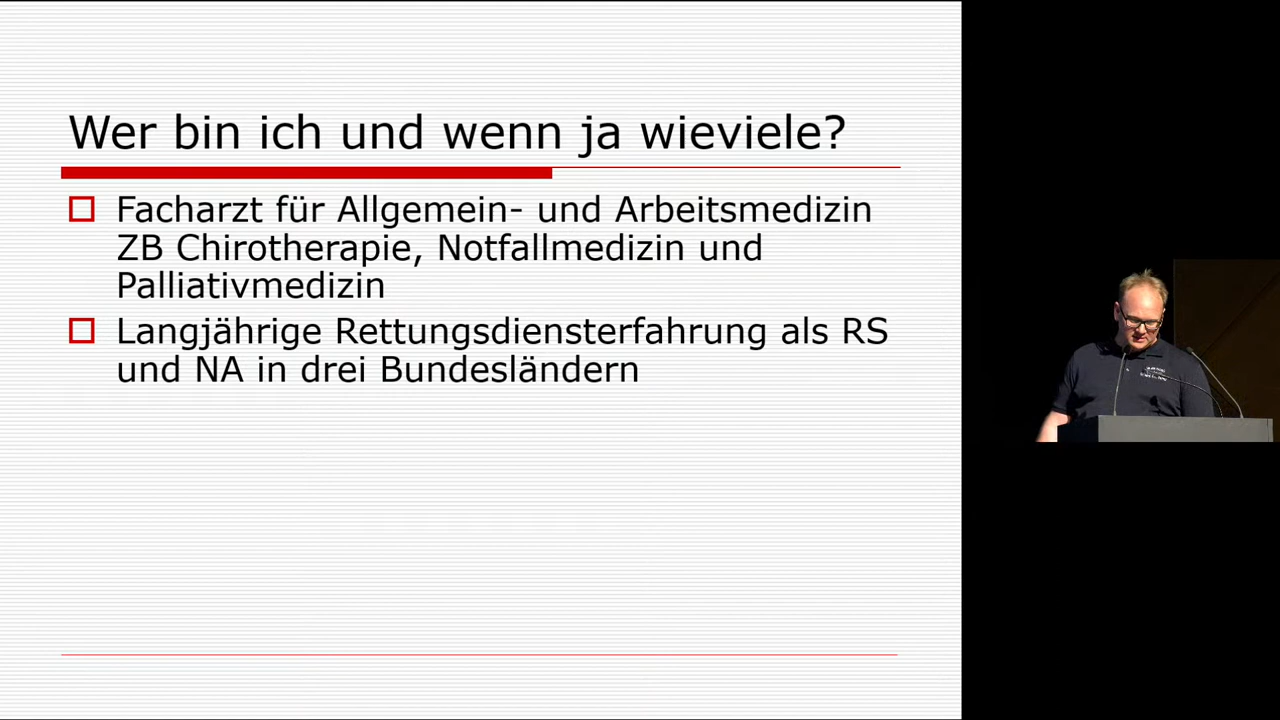 Wer bin ich und wenn ja wieviele?
Facharzt für Allgemein- und Arbeitsmedizin
ZB Chirotherapie, Notfallmedizin und
Palliativmedizin
Langjährige Rettungsdiensterfahrung als RS
und NA in drei Bundesländern